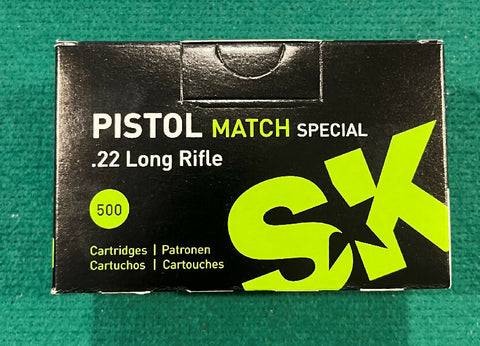 PISTOL MATCH SPECIAL
.22 Long Rifle
500
Cartridges | Patronen
Cartuchos | Cartouches
SK